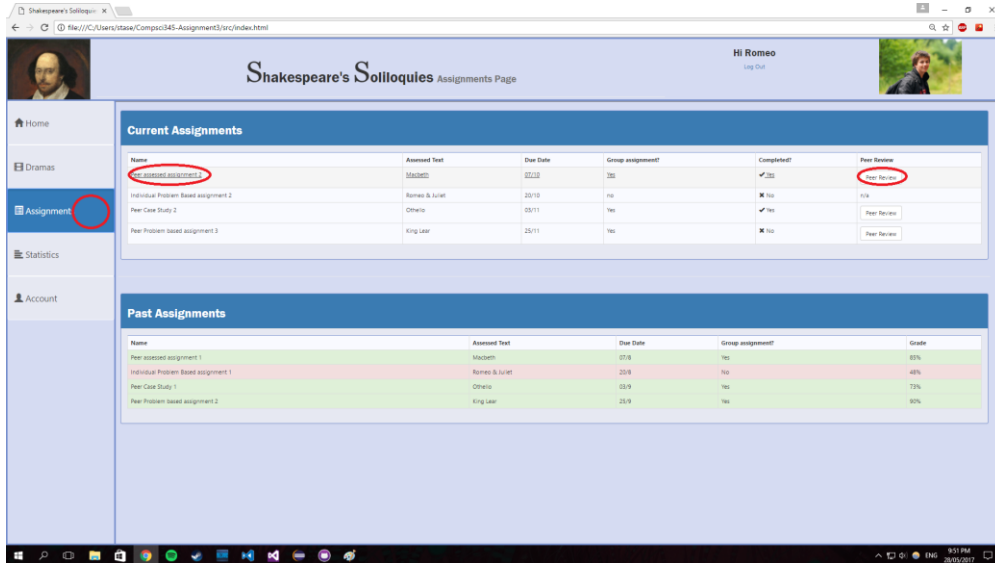 Shakespeare's Soliloquie
file:///C:/Users/stase/Compsci345-Assignment3/src/index.html
Shakespeare's Soliloquies Assignments Page
Hi Romeo
Log Out
Home
Dramas
Assignment
Statistics
Account
Current Assignments
Name Assessed Text Due Date Group assignment? Completed? Peer Review
Peer assessed assignment 2 Macbeth 07/10 Yes Yes Peer Review
Individual Problem Based assignment 2 Romeo & Juliet 20/10 no No n/a
Peer Case Study 2 Othello 03/11 Yes Yes Peer Review
Peer Problem based assignment 3 King Lear 25/11 Yes No Peer Review
Past Assignments
Name Assessed Text Due Date Group assignment? Grade
Peer assessed assignment 1 Macbeth 07/8 Yes 85%
Individual Problem Based assignment 1 Romeo & Juliet 20/8 No 48%
Peer Case Study 1 Othello 03/9 Yes 73%
Peer Problem based assignment 2 King Lear 25/9 Yes 90%
ENG
9:51 PM
28/05/2017